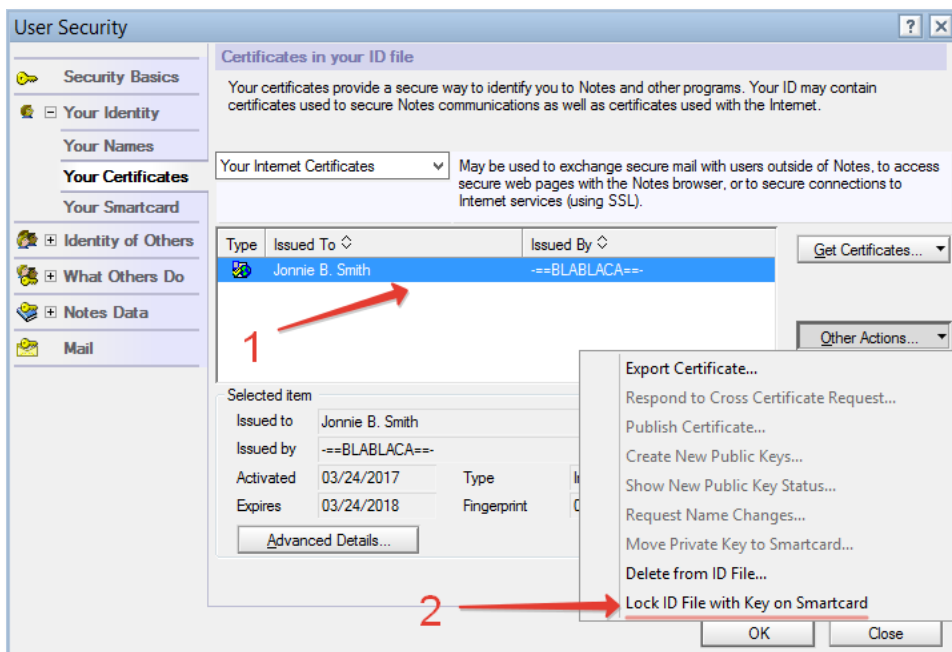 User Security
?
X
Security Basics
Your Identity
Your Names
Your Certificates
Your Smartcard
Identity of Others
What Others Do
Notes Data
Mail
Certificates in your ID file
Your certificates provide a secure way to identify you to Notes and other programs. Your ID may contain
certificates used to secure Notes communications as well as certificates used with the Internet.
Your Internet Certificates
May be used to exchange secure mail with users outside of Notes, to access
secure web pages with the Notes browser, or to secure connections to
Internet services (using SSL).
Type Issued To Issued By
Jonnie B. Smith -==BLABLACA==-
1
Get Certificates...
Other Actions...
Selected item
Issued to Jonnie B. Smith
Issued by -==BLABLACA==-
Activated 03/24/2017 Type
Expires 03/24/2018 Fingerprint
Advanced Details...
Export Certificate...
Respond to Cross Certificate Request...
Publish Certificate...
Create New Public Keys...
Show New Public Key Status...
Request Name Changes...
Move Private Key to Smartcard...
Delete from ID File...
2
Lock ID File with Key on Smartcard
OK
Close